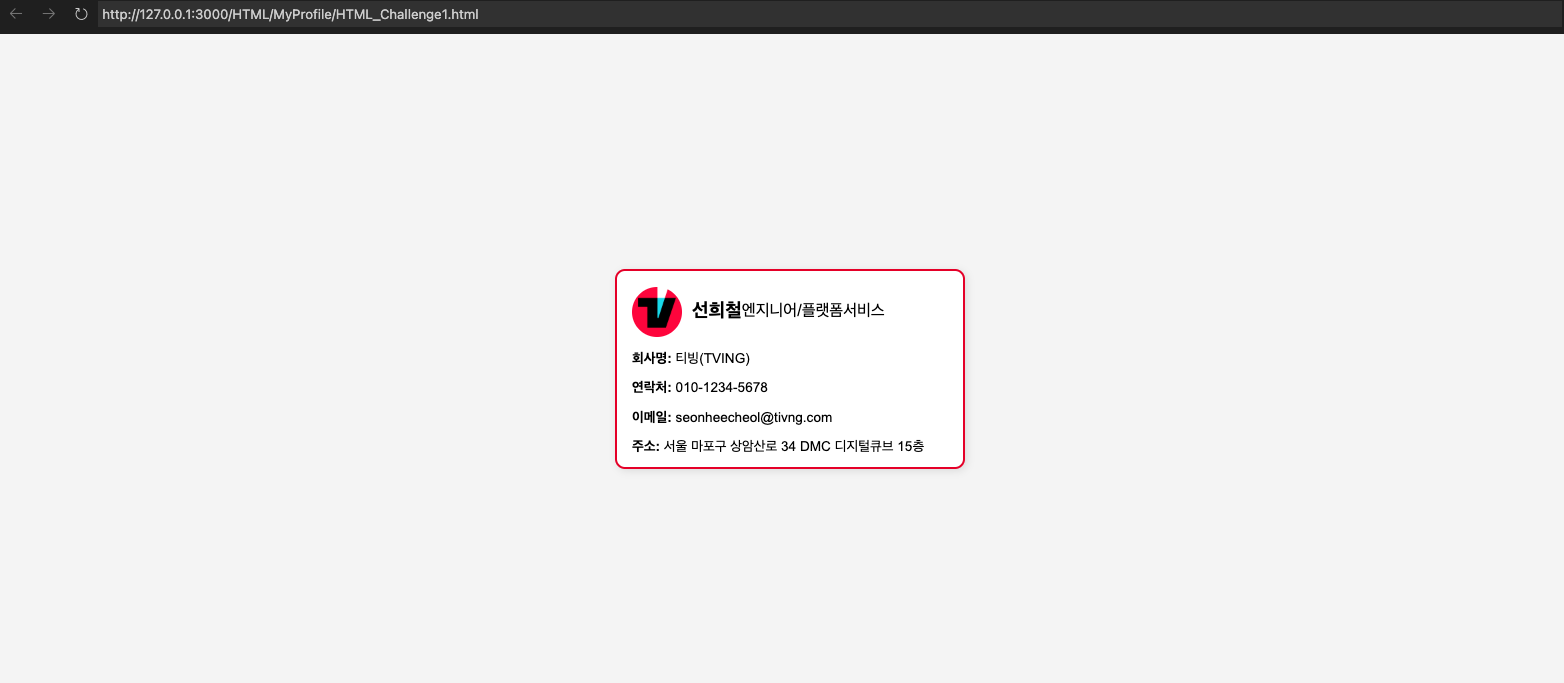 http://127.0.0.1:3000/HTML/MyProfile/HTML_Challenge1.html
TV
선희철엔지니어/플랫폼서비스
회사명: 티빙(TVING)
연락처: 010-1234-5678
이메일: seonheecheol@tivng.com
주소: 서울 마포구 상암산로 34 DMC 디지털큐브 15층